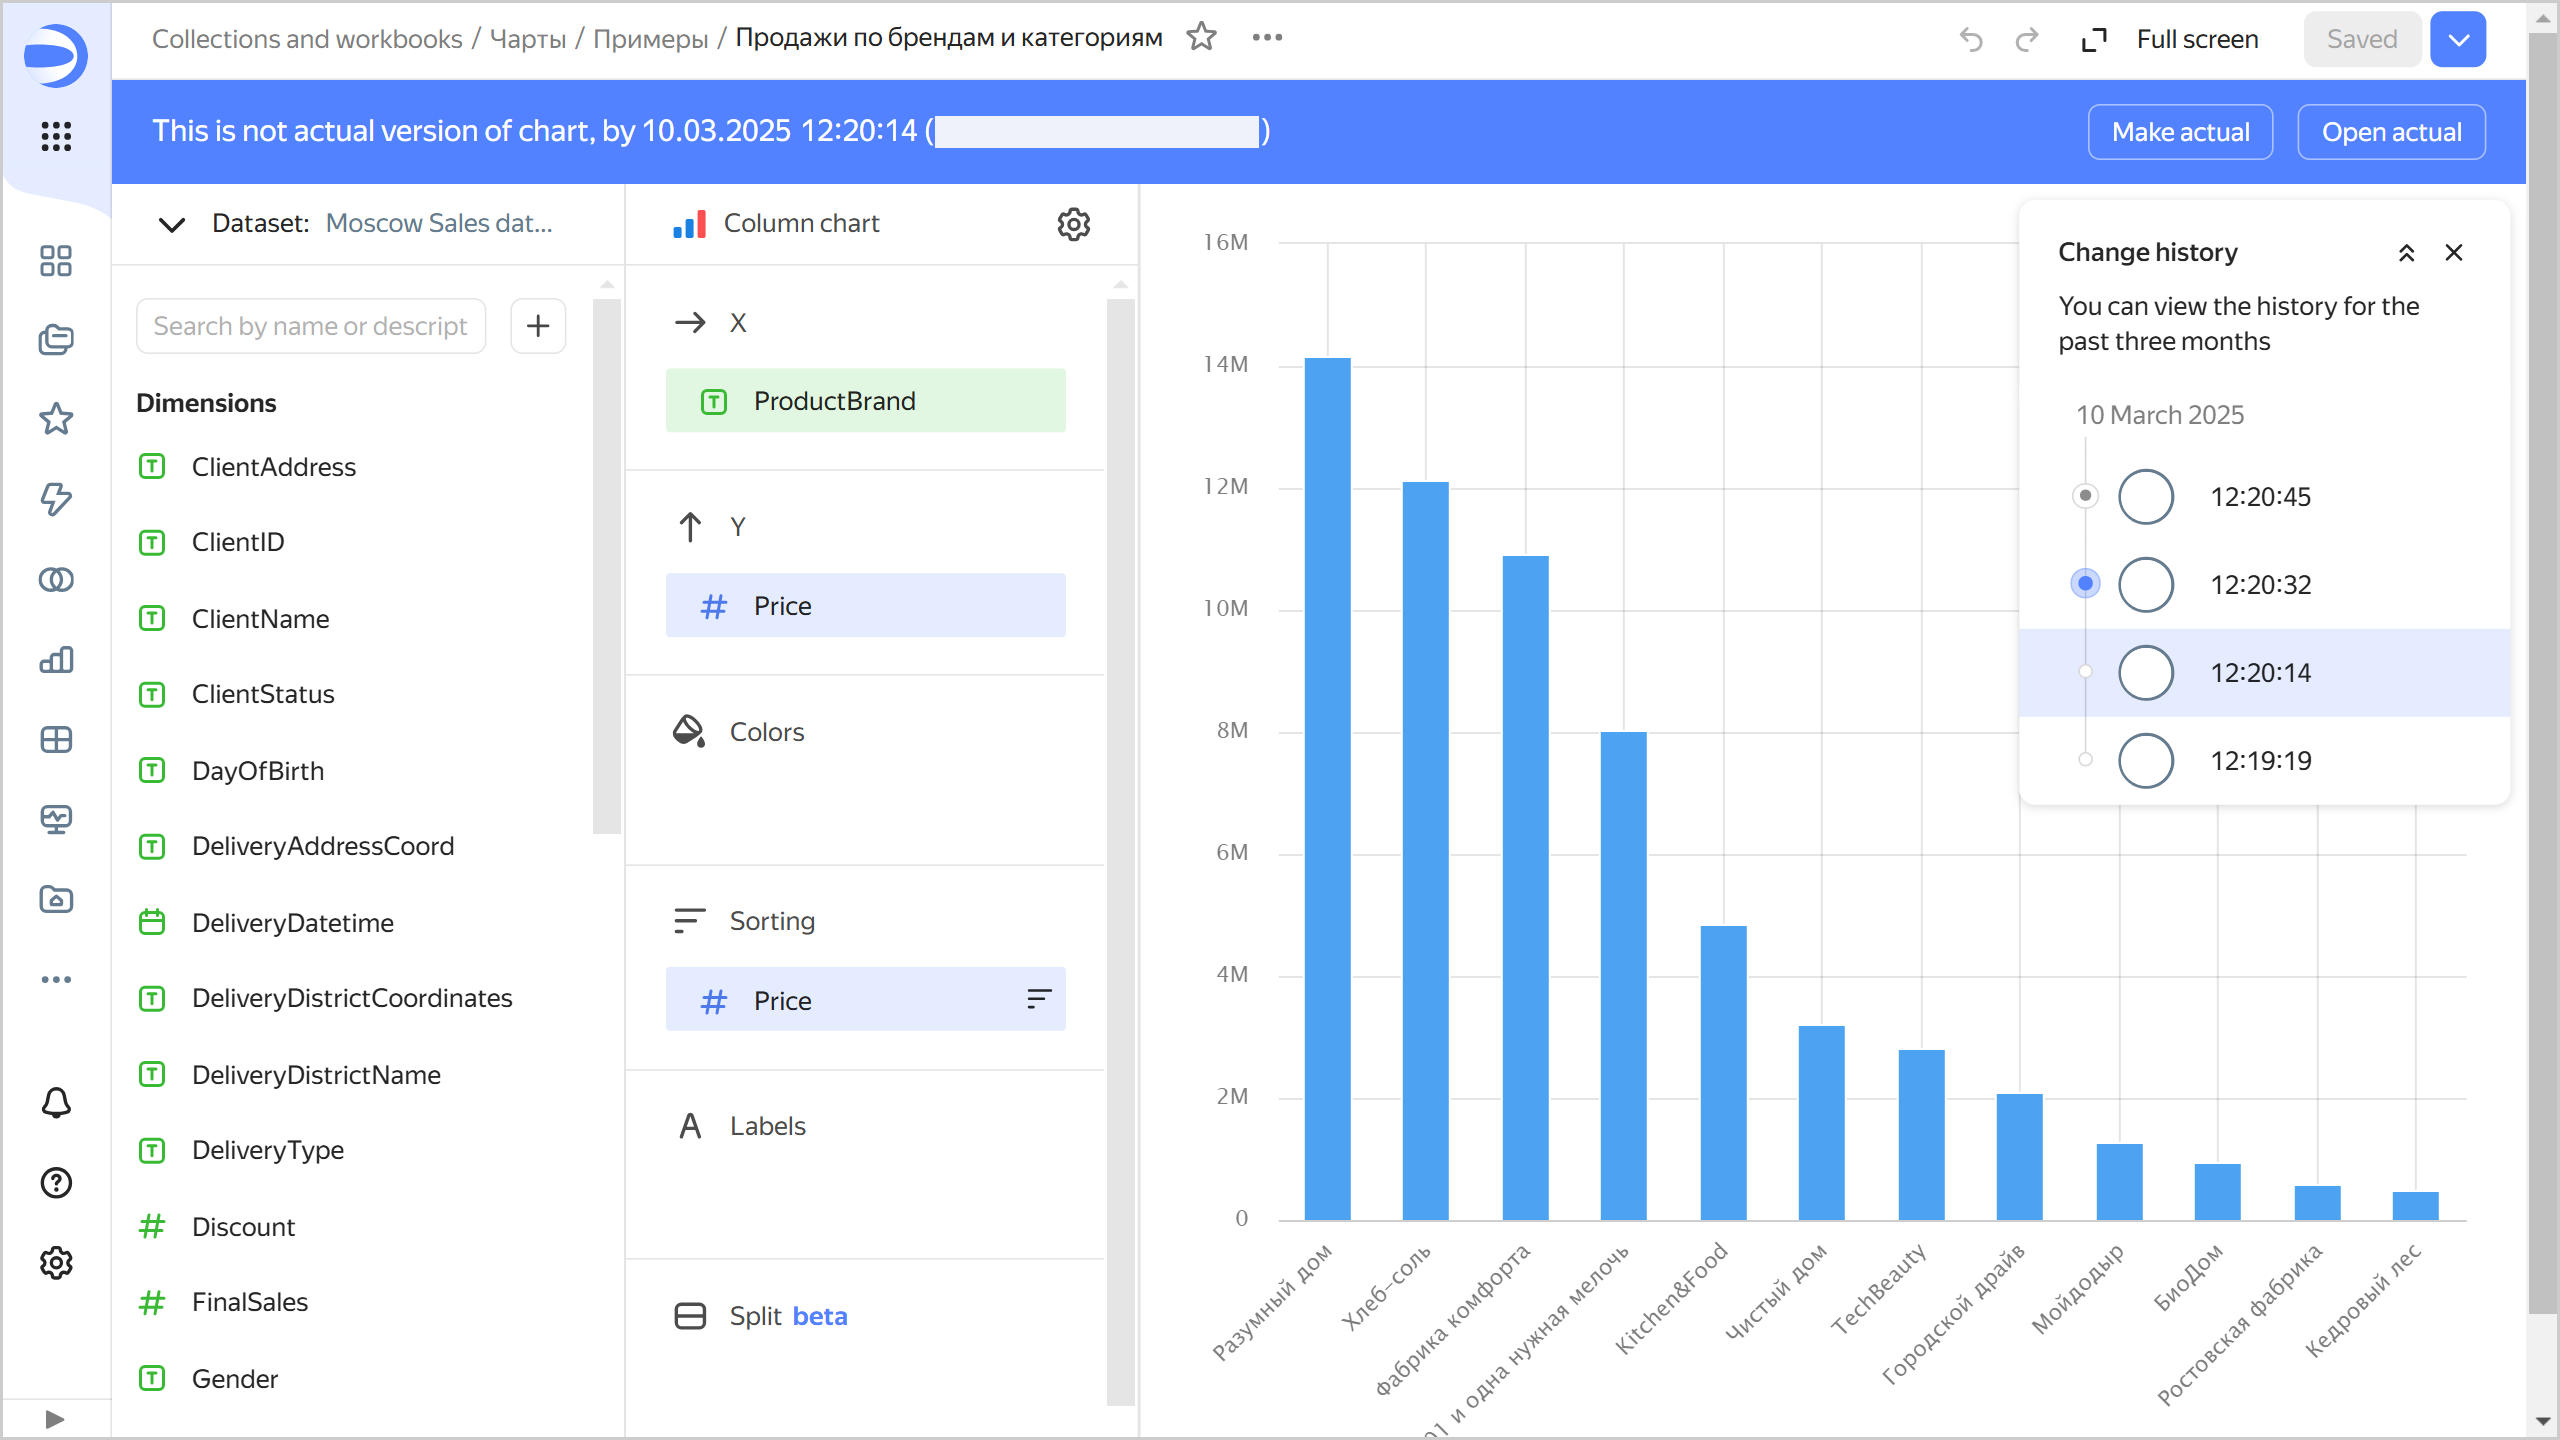 Collections and workbooks / Чарты / Примеры / Продажи по брендам и категориям
Full screen
Saved
This is not actual version of chart, by 10.03.2025 12:20:14 ( )
Make actual
Open actual
Dataset: Moscow Sales dat...
Search by name or descript
Dimensions
ClientAddress
ClientID
ClientName
ClientStatus
DayOfBirth
DeliveryAddressCoord
DeliveryDatetime
DeliveryDistrictCoordinates
DeliveryDistrictName
DeliveryType
Discount
FinalSales
Gender
Column chart
X
ProductBrand
Y
Price
Colors
Sorting
Price
Labels
Split beta
16M
14M
12M
10M
8M
6M
4M
2M
0
Разумный дом
Хлеб-соль
Фабрика комфорта
и одна нужная мелочь
Kitchen&Food
Чистый дом
TechBeauty
Городской драйв
Мойдодыр
БиоДом
Ростовская фабрика
Кедровый лес
Change history
You can view the history for the
past three months
10 March 2025
12:20:45
12:20:32
12:20:14
12:19:19